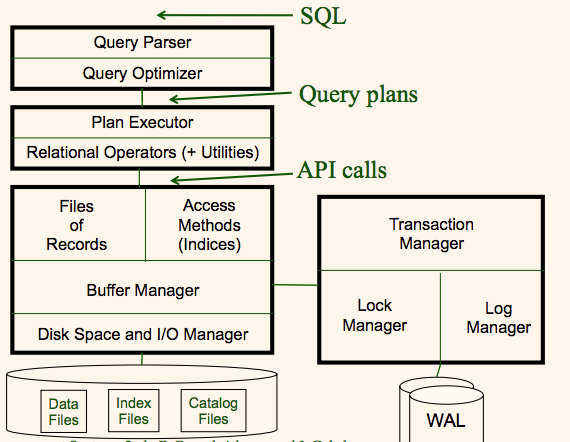 SQL
Query Parser
Query Optimizer
Query plans
Plan Executor
Relational Operators (+ Utilities)
API calls
Files
of
Records
Access
Methods
(Indices)
Buffer Manager
Disk Space and I/O Manager
Transaction
Manager
Lock
Manager
Log
Manager
Data
Files
Index
Files
Catalog
Files
WAL